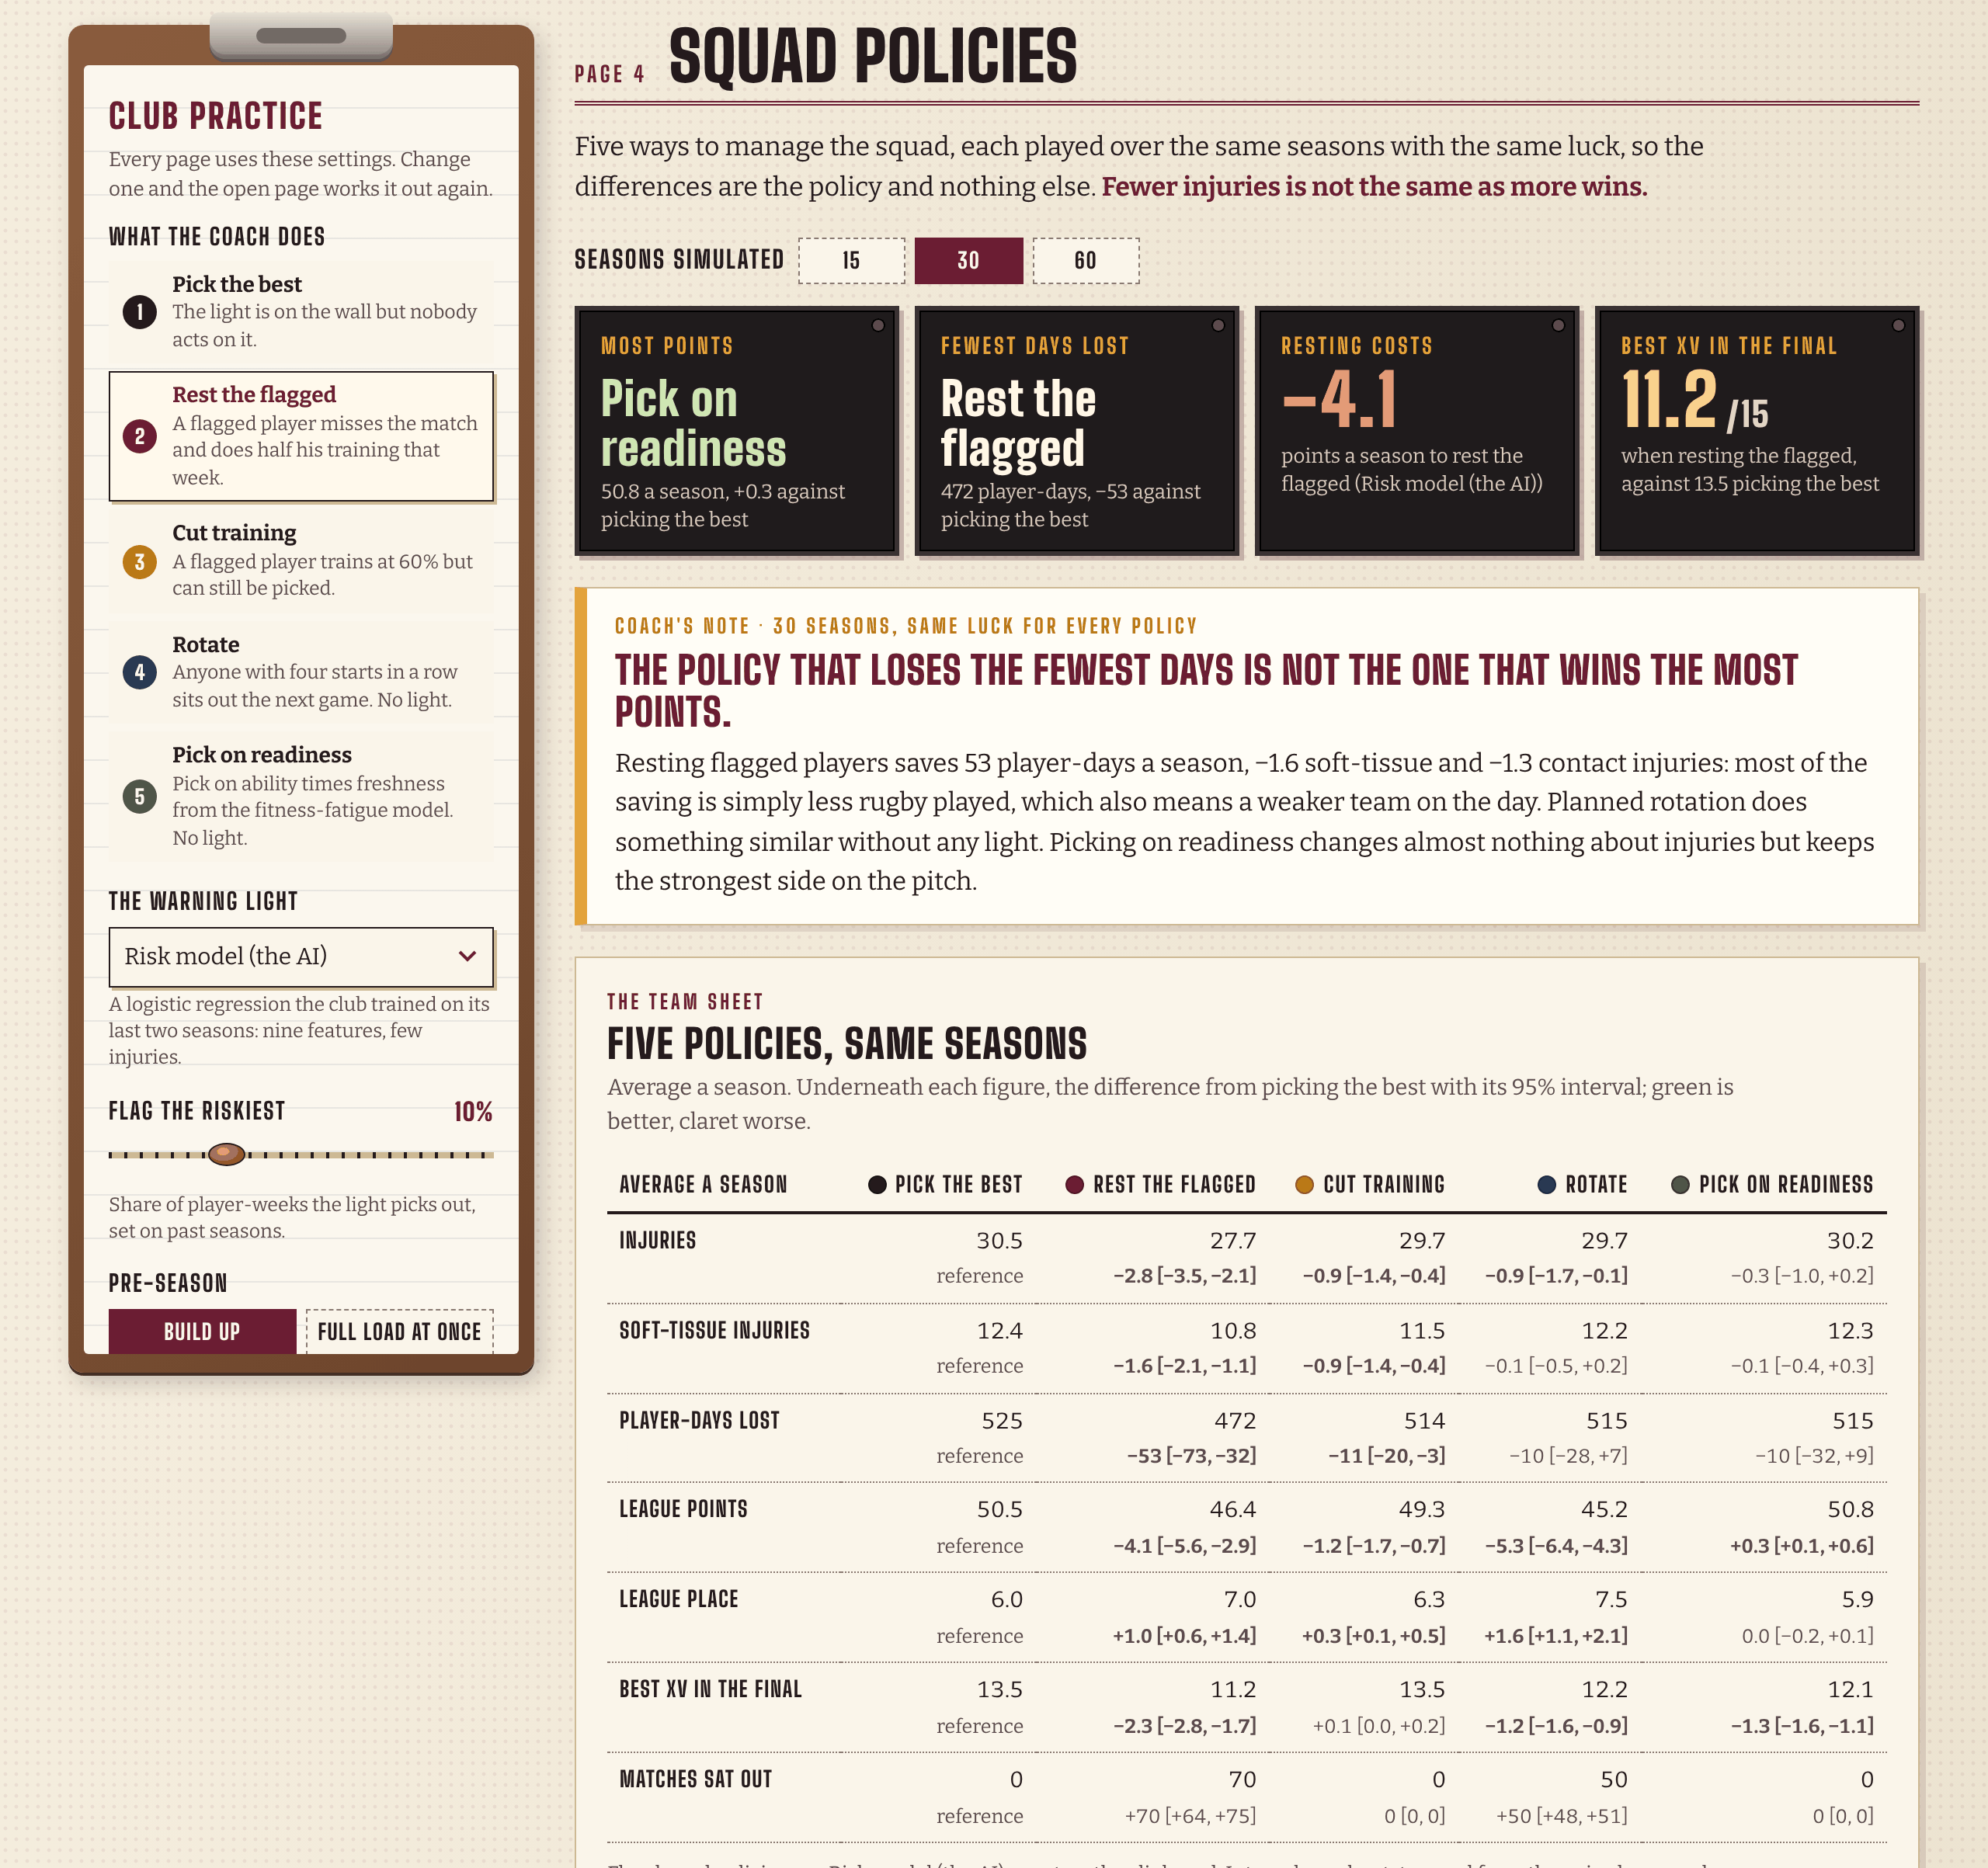 CLUB PRACTICE
Every page uses these settings. Change
one and the open page works it out again.
WHAT THE COACH DOES
1
Pick the best
The light is on the wall but nobody
acts on it.
2
Rest the flagged
A flagged player misses the match
and does half his training that
week.
3
Cut training
A flagged player trains at 60% but
can still be picked.
4
Rotate
Anyone with four starts in a row
sits out the next game. No light.
5
Pick on readiness
Pick on ability times freshness
from the fitness-fatigue model.
No light.
THE WARNING LIGHT
Risk model (the AI)
A logistic regression the club trained on its
last two seasons: nine features, few
injuries.
FLAG THE RISKIEST 10%
Share of player-weeks the light picks out,
set on past seasons.
PRE-SEASON
BUILD UP FULL LOAD AT ONCE
PAGE 4 SQUAD POLICIES
Five ways to manage the squad, each played over the same seasons with the same luck, so the
differences are the policy and nothing else. Fewer injuries is not the same as more wins.
SEASONS SIMULATED 15 30 60
MOST POINTS
Pick on
readiness
50.8 a season, +0.3 against
picking the best
FEWEST DAYS LOST
Rest the
flagged
472 player-days, −53 against
picking the best
RESTING COSTS
−4.1
points a season to rest the
flagged (Risk model (the AI))
BEST XV IN THE FINAL
11.2 /15
when resting the flagged,
against 13.5 picking the best
COACH'S NOTE · 30 SEASONS, SAME LUCK FOR EVERY POLICY
THE POLICY THAT LOSES THE FEWEST DAYS IS NOT THE ONE THAT WINS THE MOST
POINTS.
Resting flagged players saves 53 player-days a season, −1.6 soft-tissue and −1.3 contact injuries: most of the
saving is simply less rugby played, which also means a weaker team on the day. Planned rotation does
something similar without any light. Picking on readiness changes almost nothing about injuries but keeps
the strongest side on the pitch.
THE TEAM SHEET
FIVE POLICIES, SAME SEASONS
Average a season. Underneath each figure, the difference from picking the best with its 95% interval; green is
better, claret worse.
AVERAGE A SEASON PICK THE BEST REST THE FLAGGED CUT TRAINING ROTATE PICK ON READINESS
INJURIES 30.5 27.7 29.7 29.7 30.2
reference −2.8 [−3.5, −2.1] −0.9 [−1.4, −0.4] −0.9 [−1.7, −0.1] −0.3 [−1.0, +0.2]
SOFT-TISSUE INJURIES 12.4 10.8 11.5 12.2 12.3
reference −1.6 [−2.1, −1.1] −0.9 [−1.4, −0.4] −0.1 [−0.5, +0.2] −0.1 [−0.4, +0.3]
PLAYER-DAYS LOST 525 472 514 515 515
reference −53 [−73, −32] −11 [−20, −3] −10 [−28, +7] −10 [−32, +9]
LEAGUE POINTS 50.5 46.4 49.3 45.2 50.8
reference −4.1 [−5.6, −2.9] −1.2 [−1.7, −0.7] −5.3 [−6.4, −4.3] +0.3 [+0.1, +0.6]
LEAGUE PLACE 6.0 7.0 6.3 7.5 5.9
reference +1.0 [+0.6, +1.4] +0.3 [+0.1, +0.5] +1.6 [+1.1, +2.1] 0.0 [−0.2, +0.1]
BEST XV IN THE FINAL 13.5 11.2 13.5 12.2 12.1
reference −2.3 [−2.8, −1.7] +0.1 [0.0, +0.2] −1.2 [−1.6, −0.9] −1.3 [−1.6, −1.1]
MATCHES SAT OUT 0 70 0 50 0
reference +70 [+64, +75] 0 [0, 0] +50 [+48, +51] 0 [0, 0]